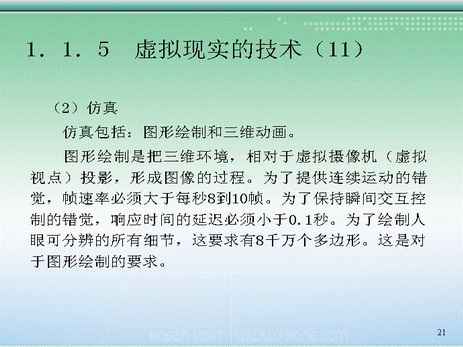 1. 1. 5 虚拟现实的技术（11）
（2）仿真
仿真包括：图形绘制和三维动画。
图形绘制是把三维环境，相对于虚拟摄像机（虚拟
视点）投影，形成图像的过程。为了提供连续运动的错
觉，帧速率必须大于每秒8到10帧。为了保持瞬间交互控
制的错觉，响应时间的延迟必须小于0.1秒。为了绘制人
眼可分辨的所有细节，这要求有8千万个多边形。这是对
于图形绘制的要求。
21